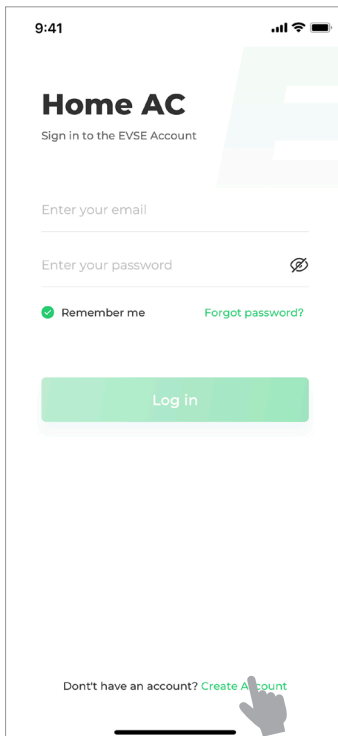 9:41
Home AC
Sign in to the EVSE Account
Enter your email
Enter your password
Remember me Forgot password?
Log in
Dont't have an account? Create Account